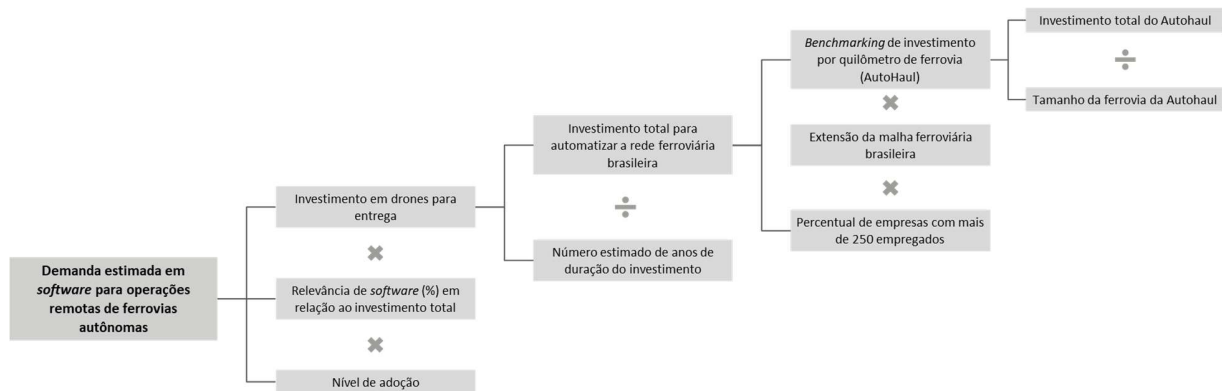 Demanda estimada em
software para operações
remotas de ferrovias
autônomas
Investimento em drones para
entrega
✖
Relevância de software (%) em
relação ao investimento total
✖
Nível de adoção
Investimento total para
automatizar a rede ferroviária
brasileira
÷
Número estimado de anos de
duração do investimento
Benchmarking de investimento
por quilômetro de ferrovia
(AutoHaul)
✖
Extensão da malha ferroviária
brasileira
✖
Percentual de empresas com mais
de 250 empregados
Investimento total do Autohaul
÷
Tamanho da ferrovia da Autohaul